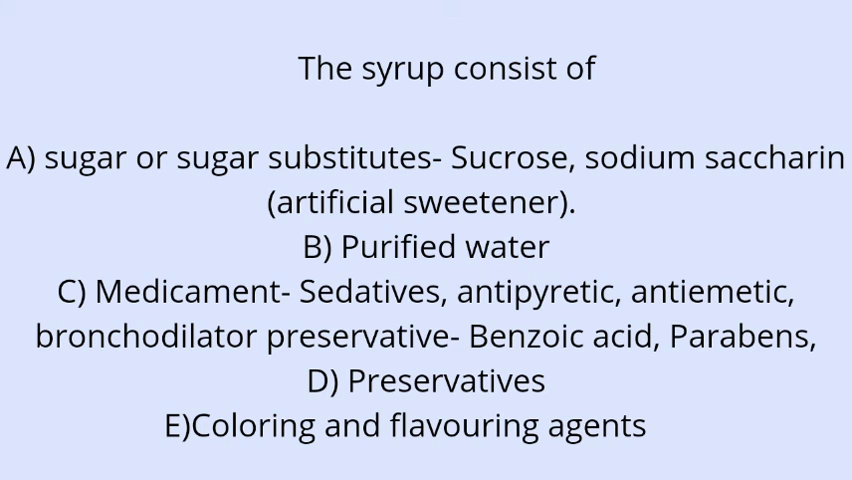 The syrup consist of
A) sugar or sugar substitutes- Sucrose, sodium saccharin
(artificial sweetener).
B) Purified water
C) Medicament- Sedatives, antipyretic, antiemetic,
bronchodilator preservative- Benzoic acid, Parabens,
D) Preservatives
E)Coloring and flavouring agents